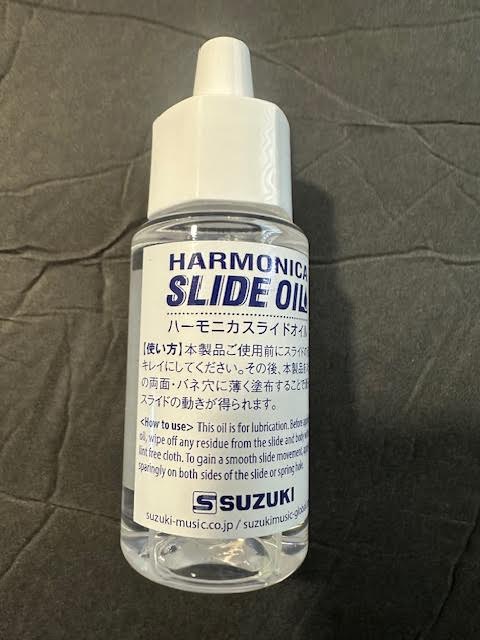 HARMONICA
SLIDE OIL
ハーモニカスライドオイル
【使い方】本製品ご使用前にスライドの
キレイにしてください。その後、本製品を
の両面・バネ穴に薄く塗布することで
スライドの動きが得られます。
<How to use> This oil is for lubrication. Before
oil, wipe off any residue from the slide and body
lint free cloth. To gain a smooth slide movement,
sparingly on both sides of the slide or spring hole.
SUZUKI
suzuki-music.co.jp / suzukimusic-global